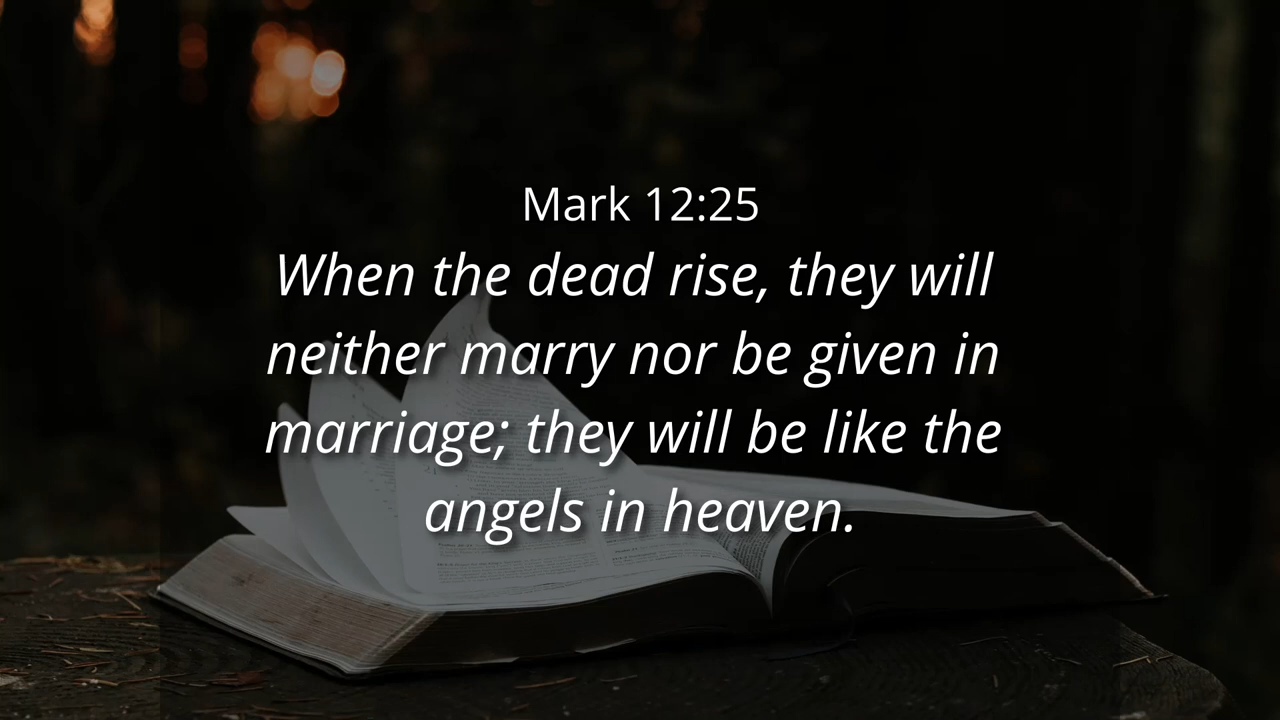 Mark 12:25
When the dead rise, they will
neither marry nor be given in
marriage; they will be like the
angels in heaven.